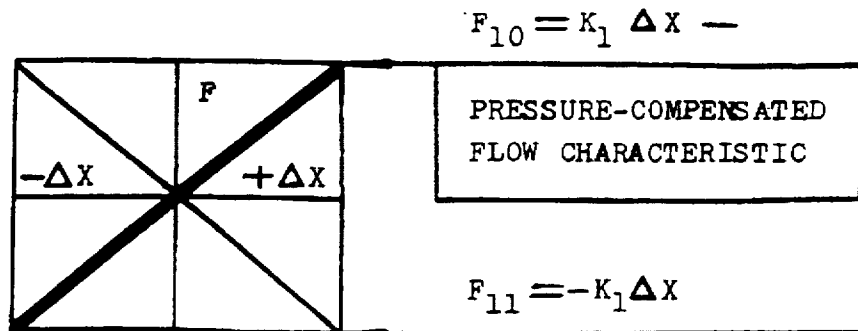 F₁₀ = K₁ ΔX —
F
PRESSURE-COMPENSATED
FLOW CHARACTERISTIC
−ΔX +ΔX
F₁₁ = −K₁ΔX